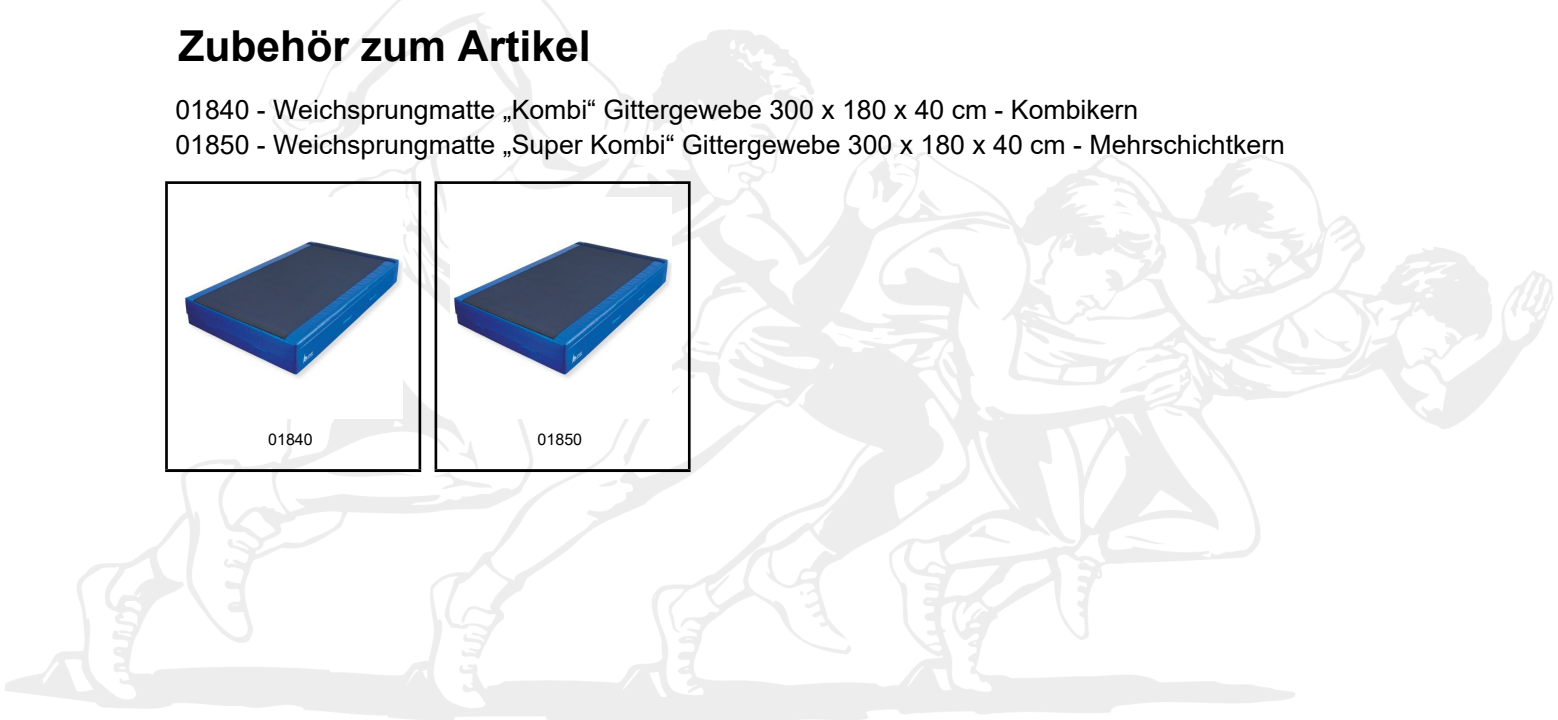 Zubehör zum Artikel
01840 - Weichsprungmatte „Kombi“ Gittergewebe 300 x 180 x 40 cm - Kombikern
01850 - Weichsprungmatte „Super Kombi“ Gittergewebe 300 x 180 x 40 cm - Mehrschichtkern
01840
01850